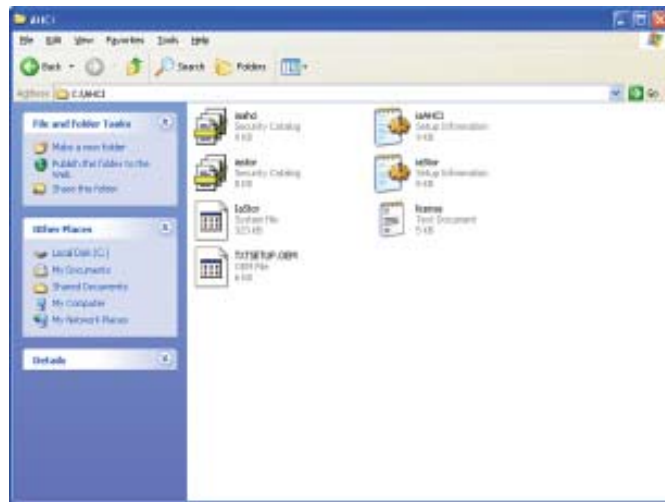 AHCI
File Edit View Favorites Tools Help
Back Search Folders
Address C:\AHCI Go
File and Folder Tasks
Make a new folder
Publish this folder to the
Web
Share this folder
Other Places
Local Disk (C:)
My Documents
Shared Documents
My Computer
My Network Places
Details
iaahci
Security Catalog
iaAHCI
Setup Information
iastor
Security Catalog
iaStor
Setup Information
IaStor
System File
license
Text Document
TXTSETUP.OEM
OEM File